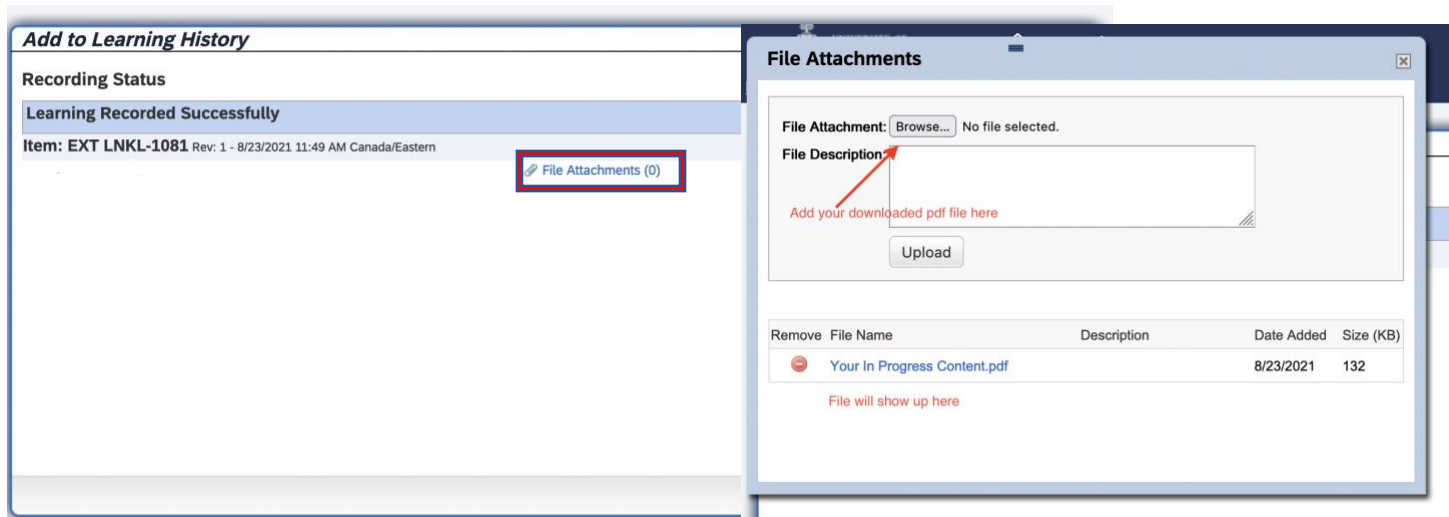 Add to Learning History
Recording Status
Learning Recorded Successfully
Item: EXT LNKL-1081 Rev: 1 - 8/23/2021 11:49 AM Canada/Eastern
File Attachments (0)
File Attachments
File Attachment: Browse... No file selected.
File Description:
Add your downloaded pdf file here
Upload
Remove File Name Description Date Added Size (KB)
Your In Progress Content.pdf 8/23/2021 132
File will show up here